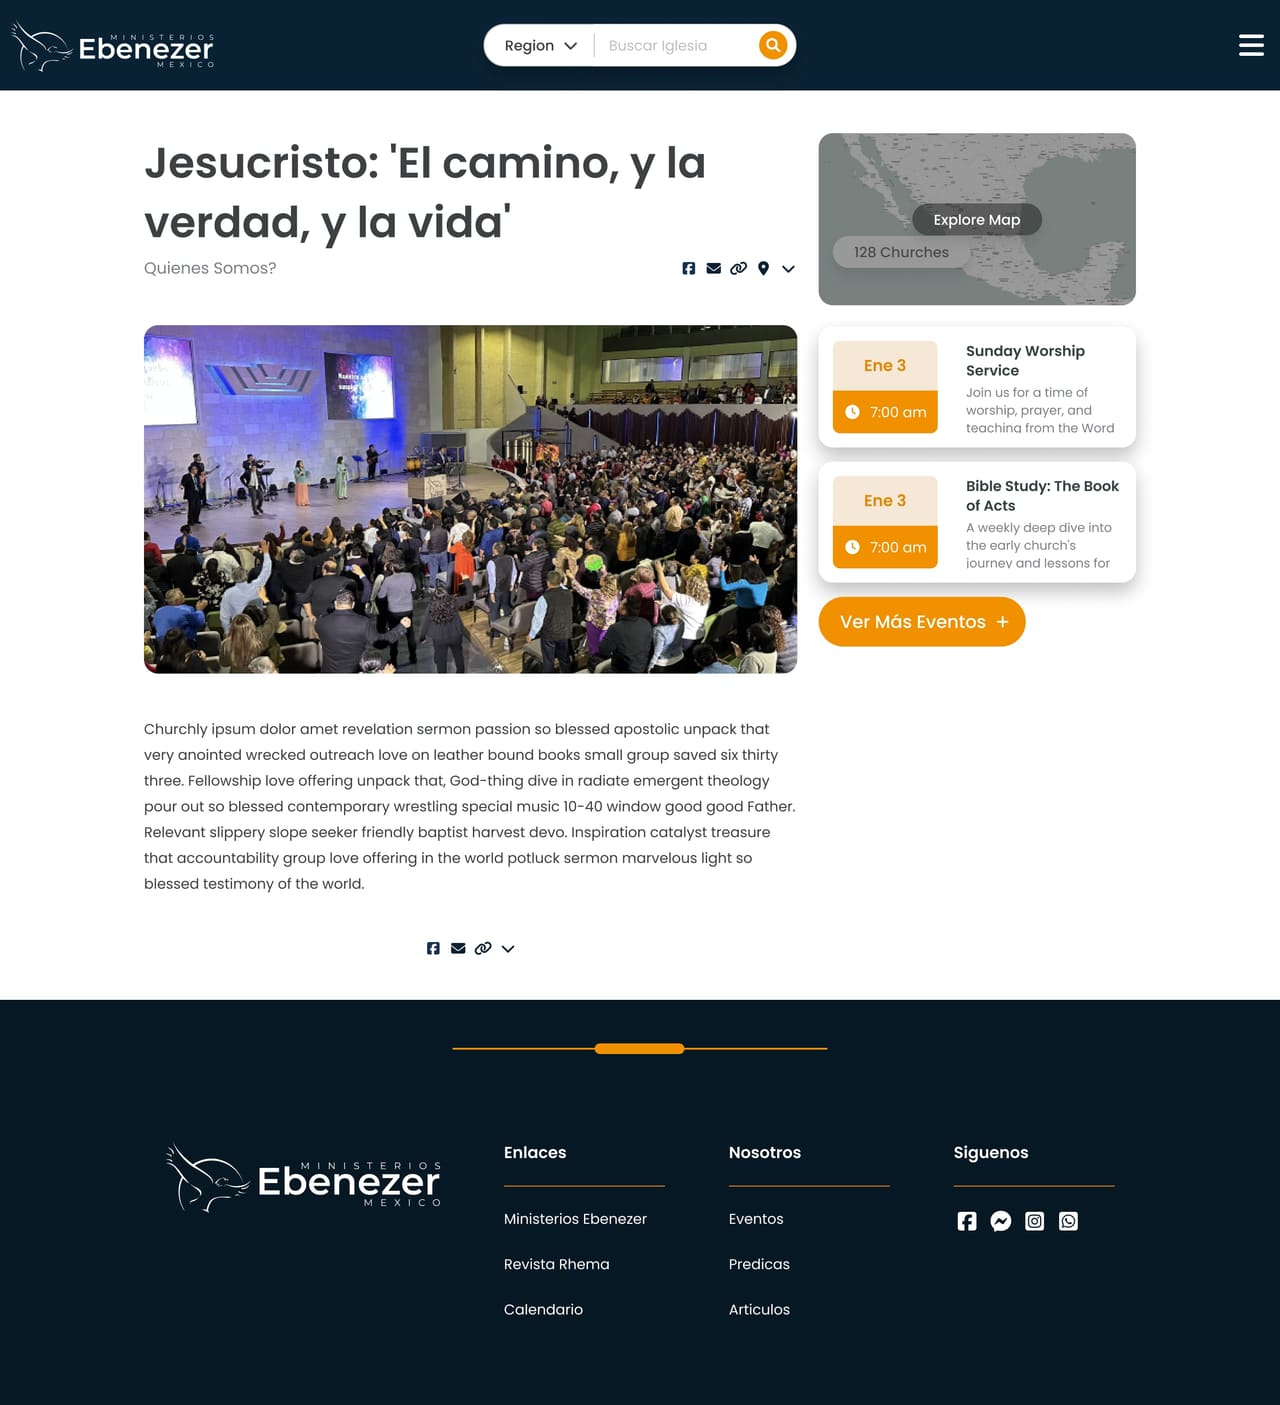 MINISTERIOS
Ebenezer
MEXICO
Region
Buscar Iglesia
Jesucristo: 'El camino, y la
verdad, y la vida'
Quienes Somos?
Explore Map
128 Churches
Ene 3
7:00 am
Sunday Worship
Service
Join us for a time of
worship, prayer, and
teaching from the Word
Ene 3
7:00 am
Bible Study: The Book
of Acts
A weekly deep dive into
the early church's
journey and lessons for
Ver Más Eventos +
Churchly ipsum dolor amet revelation sermon passion so blessed apostolic unpack that
very anointed wrecked outreach love on leather bound books small group saved six thirty
three. Fellowship love offering unpack that, God-thing dive in radiate emergent theology
pour out so blessed contemporary wrestling special music 10-40 window good good Father.
Relevant slippery slope seeker friendly baptist harvest devo. Inspiration catalyst treasure
that accountability group love offering in the world potluck sermon marvelous light so
blessed testimony of the world.
MINISTERIOS
Ebenezer
MEXICO
Enlaces
Ministerios Ebenezer
Revista Rhema
Calendario
Nosotros
Eventos
Predicas
Articulos
Siguenos